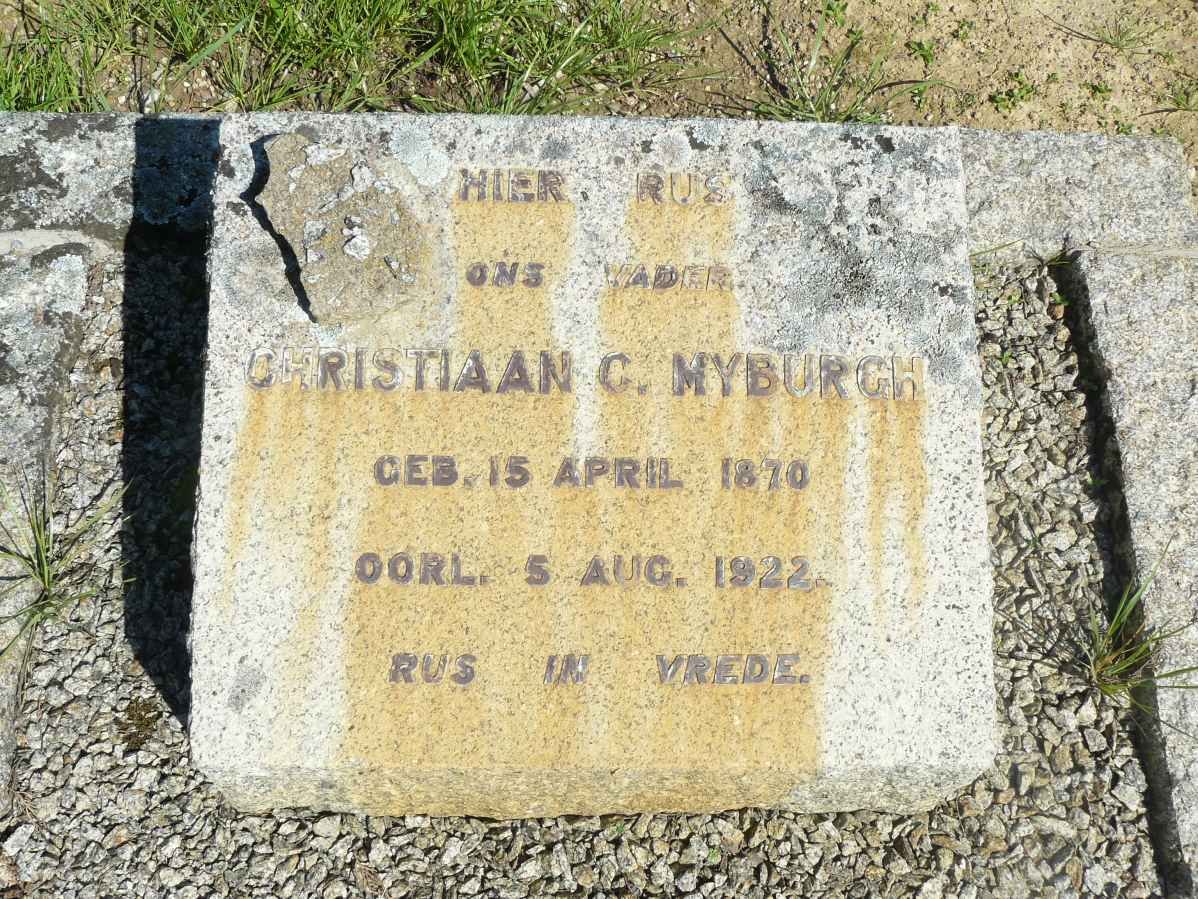 HIER RUS
ONS VADER
CHRISTIAAN C. MYBURGH
GEB. 15 APRIL 1870
OORL. 5 AUG. 1922.
RUS IN VREDE.